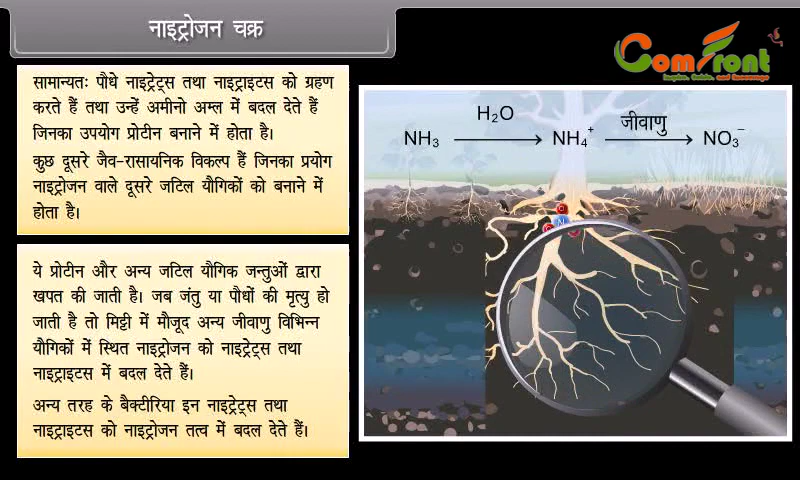 नाइट्रोजन चक्र
ComFront
Inspire, Guide, and Encourage
सामान्यतः पौधे नाइट्रेट्स तथा नाइट्राइटस को ग्रहण
करते हैं तथा उन्हें अमीनो अम्ल में बदल देते हैं
जिनका उपयोग प्रोटीन बनाने में होता है।
कुछ दूसरे जैव-रासायनिक विकल्प हैं जिनका प्रयोग
नाइट्रोजन वाले दूसरे जटिल यौगिकों को बनाने में
होता है।
ये प्रोटीन और अन्य जटिल यौगिक जन्तुओं द्वारा
खपत की जाती है। जब जंतु या पौधों की मृत्यु हो
जाती है तो मिट्टी में मौजूद अन्य जीवाणु विभिन्न
यौगिकों में स्थित नाइट्रोजन को नाइट्रेट्स तथा
नाइट्राइटस में बदल देते हैं।
अन्य तरह के बैक्टीरिया इन नाइट्रेट्स तथा
नाइट्राइटस को नाइट्रोजन तत्व में बदल देते हैं।
NH₃ H₂O → NH₄⁺ जीवाणु → NO₃⁻
O
N